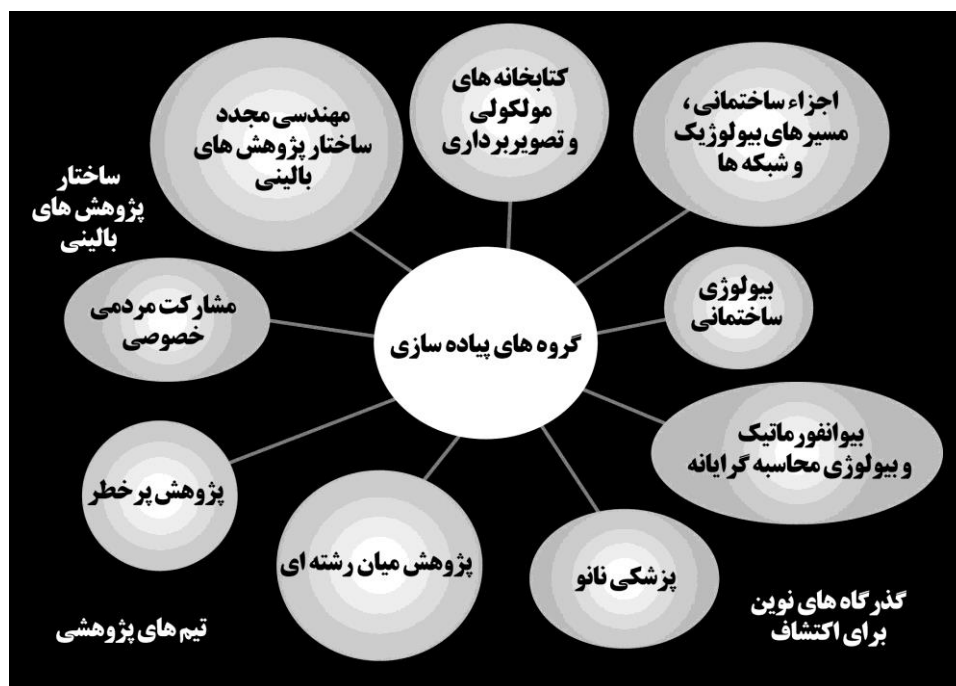 اجزاء ساختمانی ،
مسیرهای بیولوژیک
و شبکه ها
کتابخانه های
مولکولی
و تصویربرداری
مهندسی مجدد
ساختار پژوهش های
بالینی
ساختار
پژوهش های
بالینی
بیولوژی
ساختمانی
گروه های پیاده سازی
مشارکت مردمی
خصوصی
بیوانفورماتیک
و بیولوژی محاسبه گرایانه
پژوهش پر خطر
پزشکی نانو
پژوهش میان رشته ای
گذرگاه های نوین
برای اکتشاف
تیم های پژوهشی